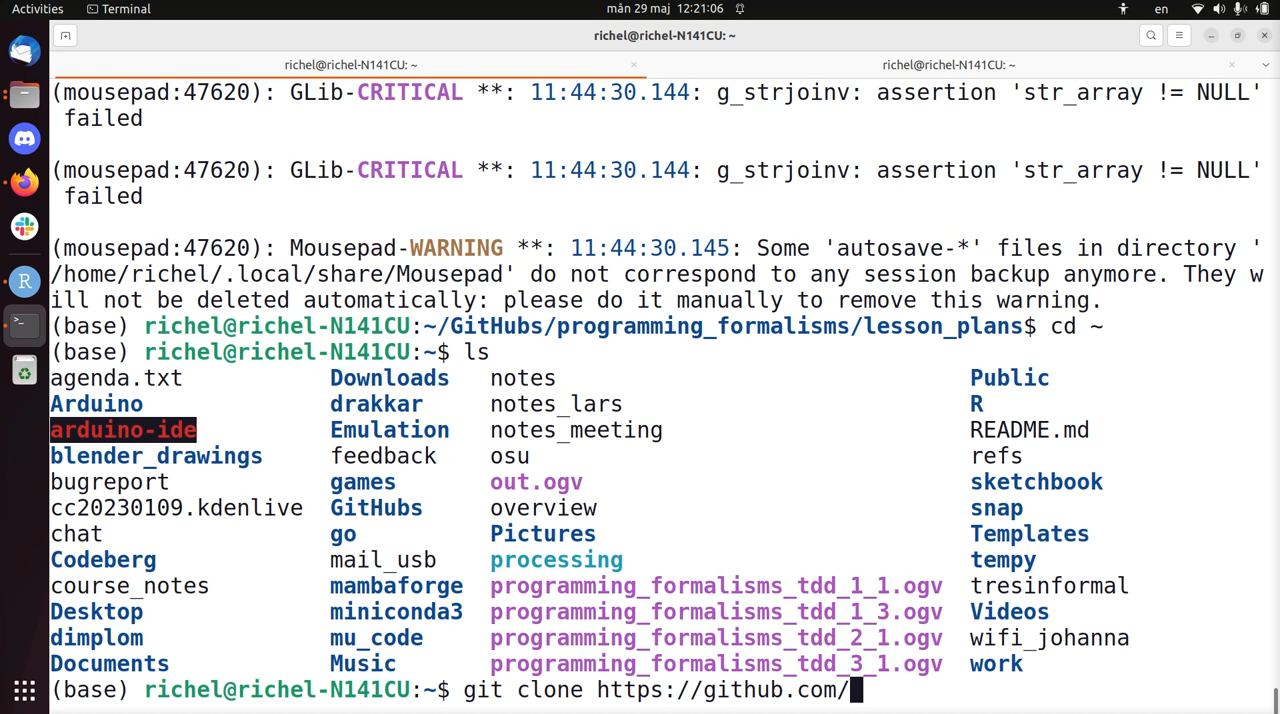 Activities Terminal mån 29 maj 12:21:06 en
richel@richel-N141CU: ~
richel@richel-N141CU: ~ × richel@richel-N141CU: ~ ×
(mousepad:47620): GLib-CRITICAL **: 11:44:30.144: g_strjoinv: assertion 'str_array != NULL'
failed
(mousepad:47620): GLib-CRITICAL **: 11:44:30.144: g_strjoinv: assertion 'str_array != NULL'
failed
(mousepad:47620): Mousepad-WARNING **: 11:44:30.145: Some 'autosave-*' files in directory '
/home/richel/.local/share/Mousepad' do not correspond to any session backup anymore. They w
ill not be deleted automatically: please do it manually to remove this warning.
(base) richel@richel-N141CU:~/GitHubs/programming_formalisms/lesson_plans$ cd ~
(base) richel@richel-N141CU:~$ ls
agenda.txt Downloads notes Public
Arduino drakkar notes_lars R
arduino-ide Emulation notes_meeting README.md
blender_drawings feedback osu refs
bugreport games out.ogv sketchbook
cc20230109.kdenlive GitHubs overview snap
chat go Pictures Templates
Codeberg mail_usb processing tempy
course_notes mambaforge programming_formalisms_tdd_1_1.ogv tresinformal
Desktop miniconda3 programming_formalisms_tdd_1_3.ogv Videos
dimplom mu_code programming_formalisms_tdd_2_1.ogv wifi_johanna
Documents Music programming_formalisms_tdd_3_1.ogv work
(base) richel@richel-N141CU:~$ git clone https://github.com/